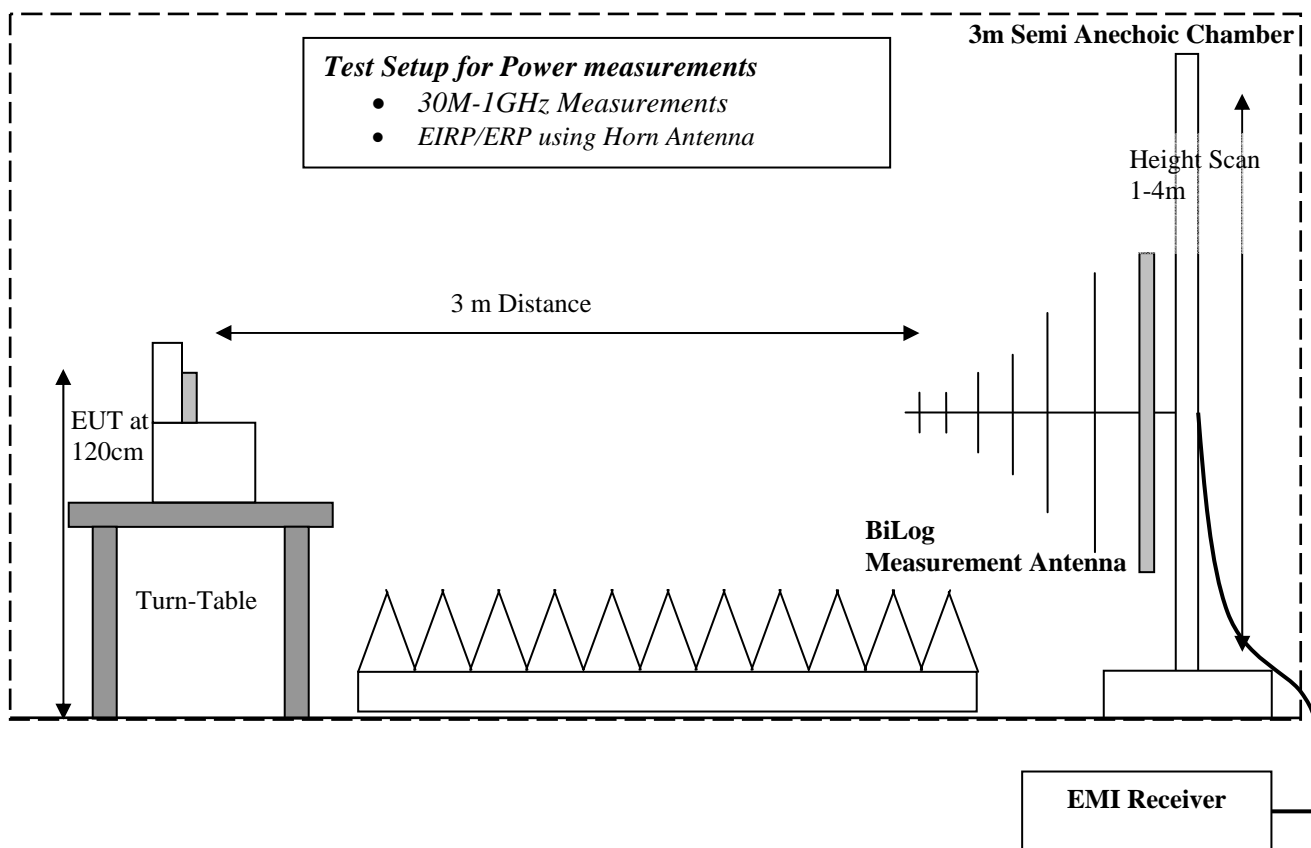 3m Semi Anechoic Chamber
Test Setup for Power measurements
• 30M-1GHz Measurements
• EIRP/ERP using Horn Antenna
Height Scan
1-4m
3 m Distance
EUT at
120cm
BiLog
Measurement Antenna
Turn-Table
EMI Receiver